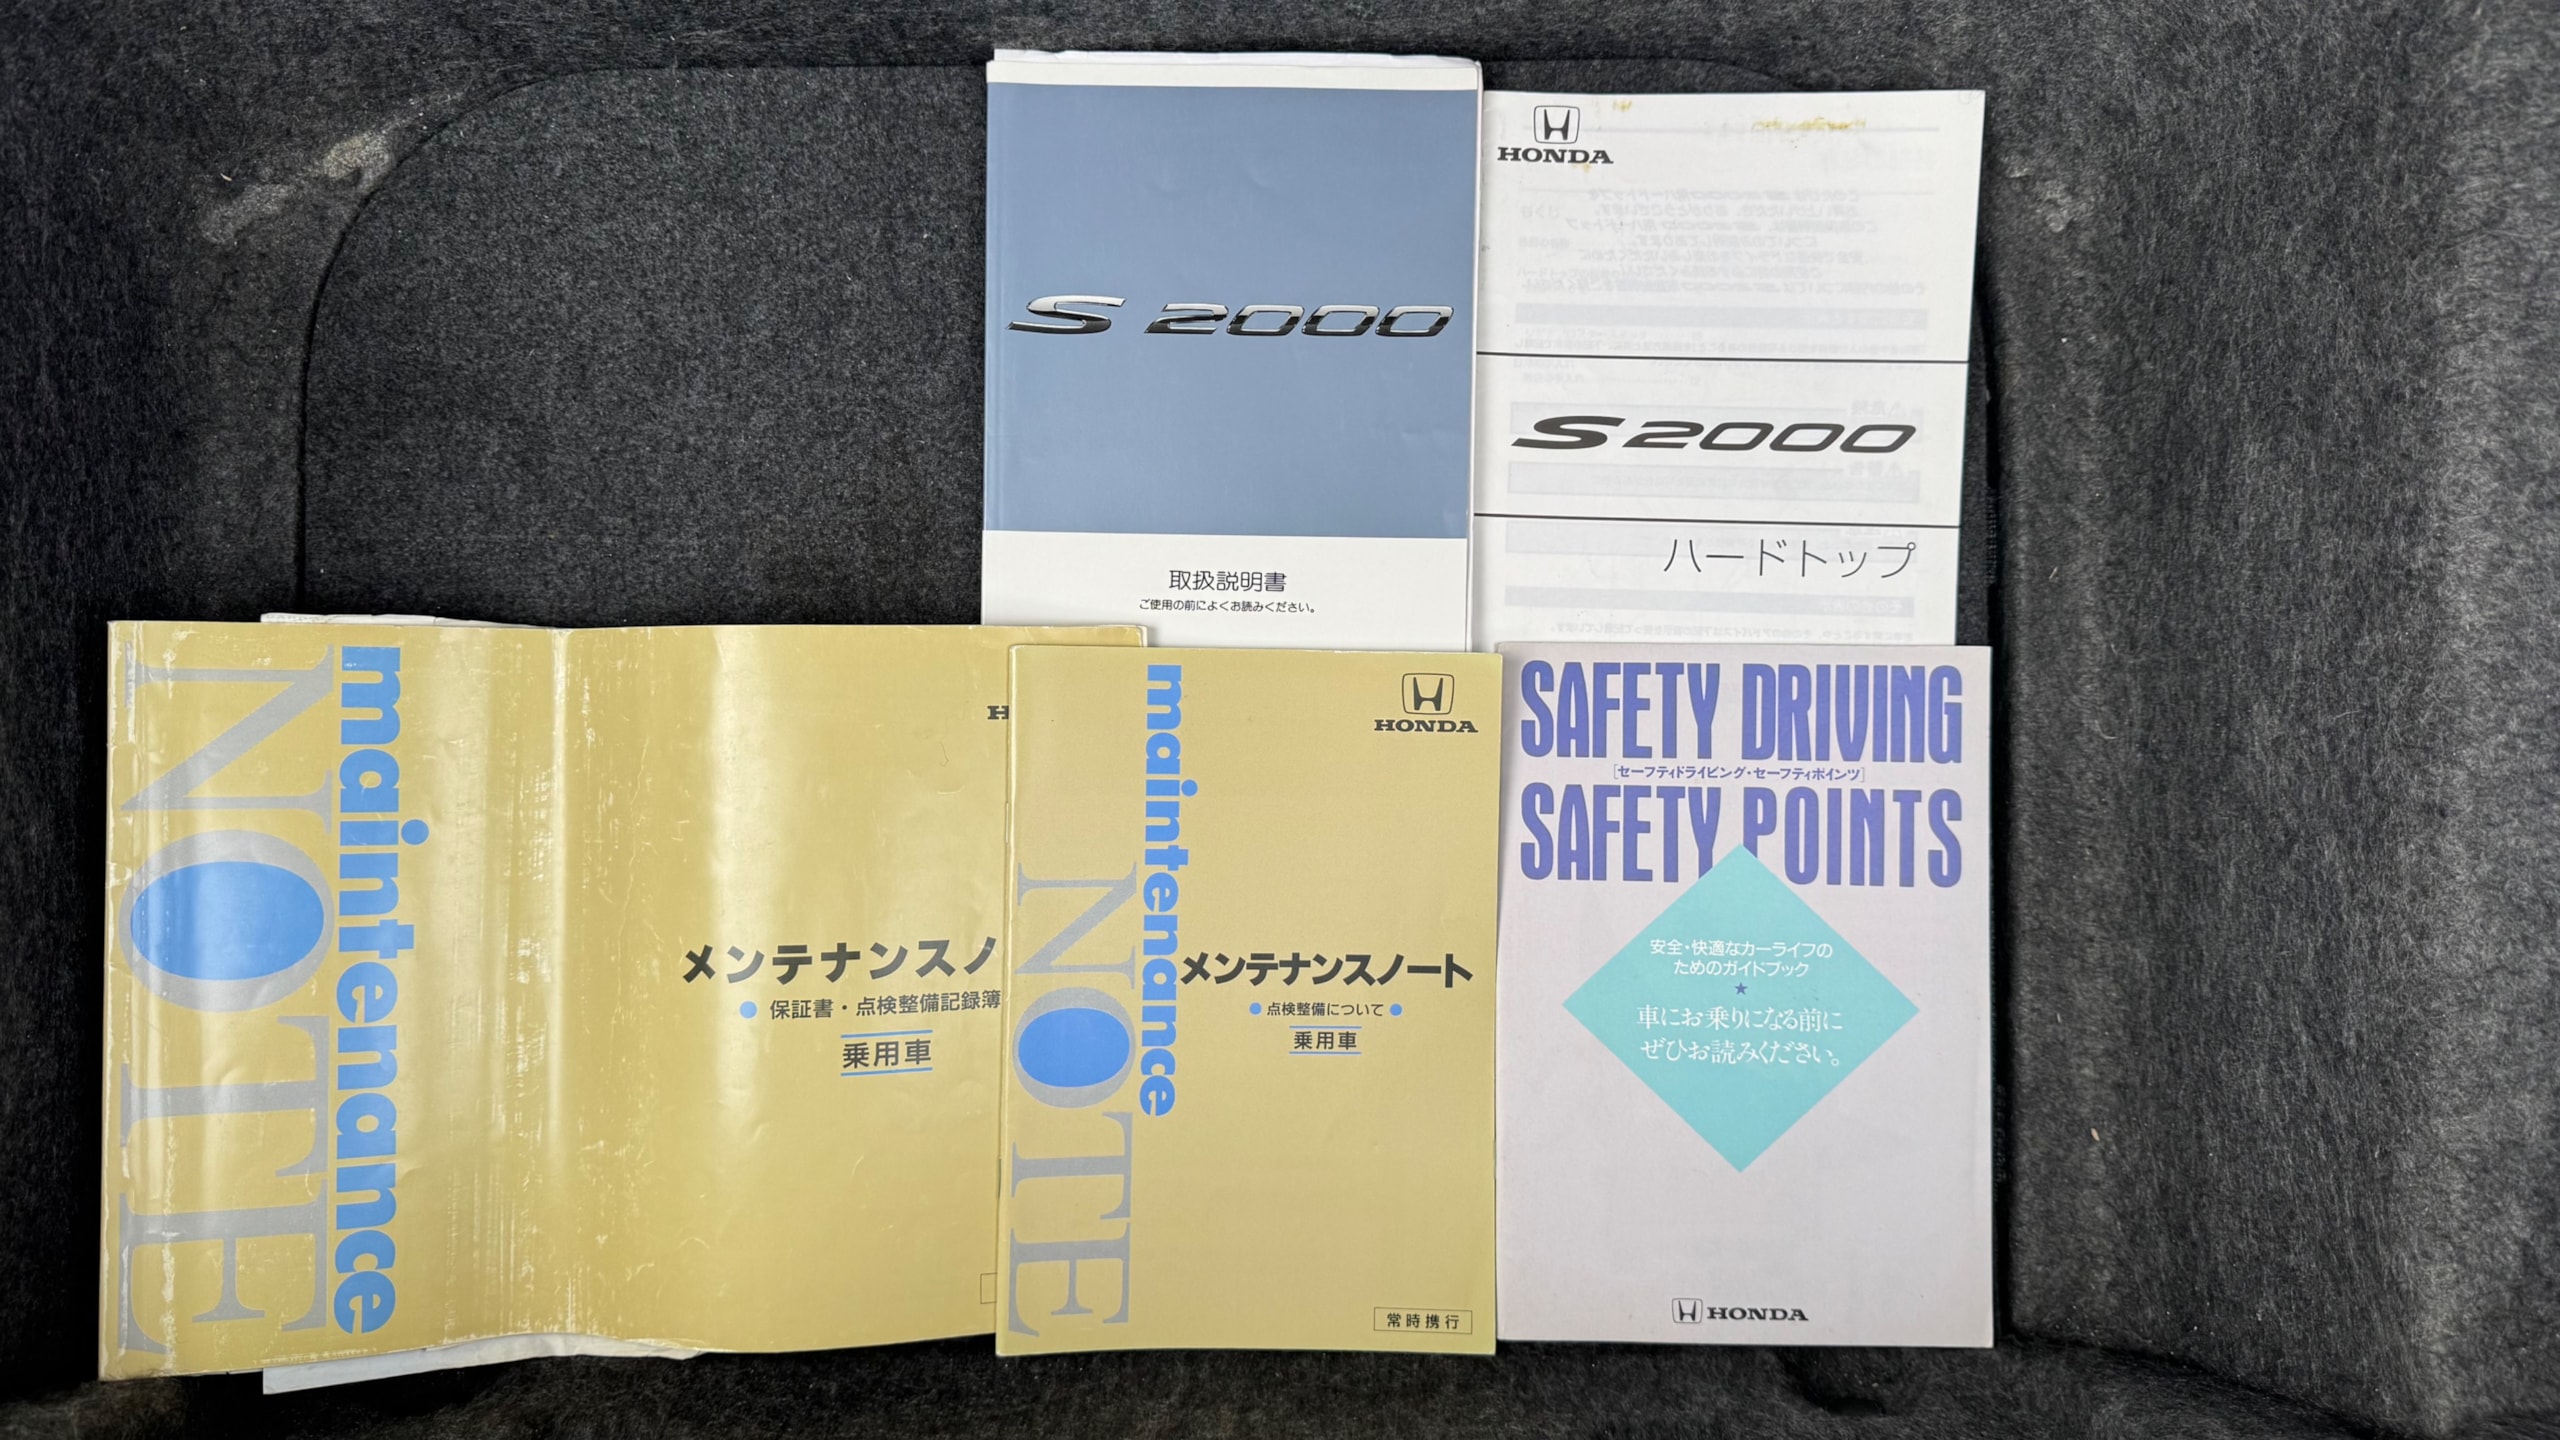 S 2000
取扱説明書
ご使用の前によくお読みください。
HONDA
S2000
ハードトップ
maintenance
NOTE
H
メンテナンスノ
保証書・点検整備記録簿
乗用車
maintenance
NOTE
HONDA
メンテナンスノート
●点検整備について●
乗用車
常時携行
SAFETY DRIVING
[セーフティドライビング・セーフティポインツ]
SAFETY POINTS
安全・快適なカーライフの
ためのガイドブック
★
車にお乗りになる前に
ぜひお読みください。
HONDA